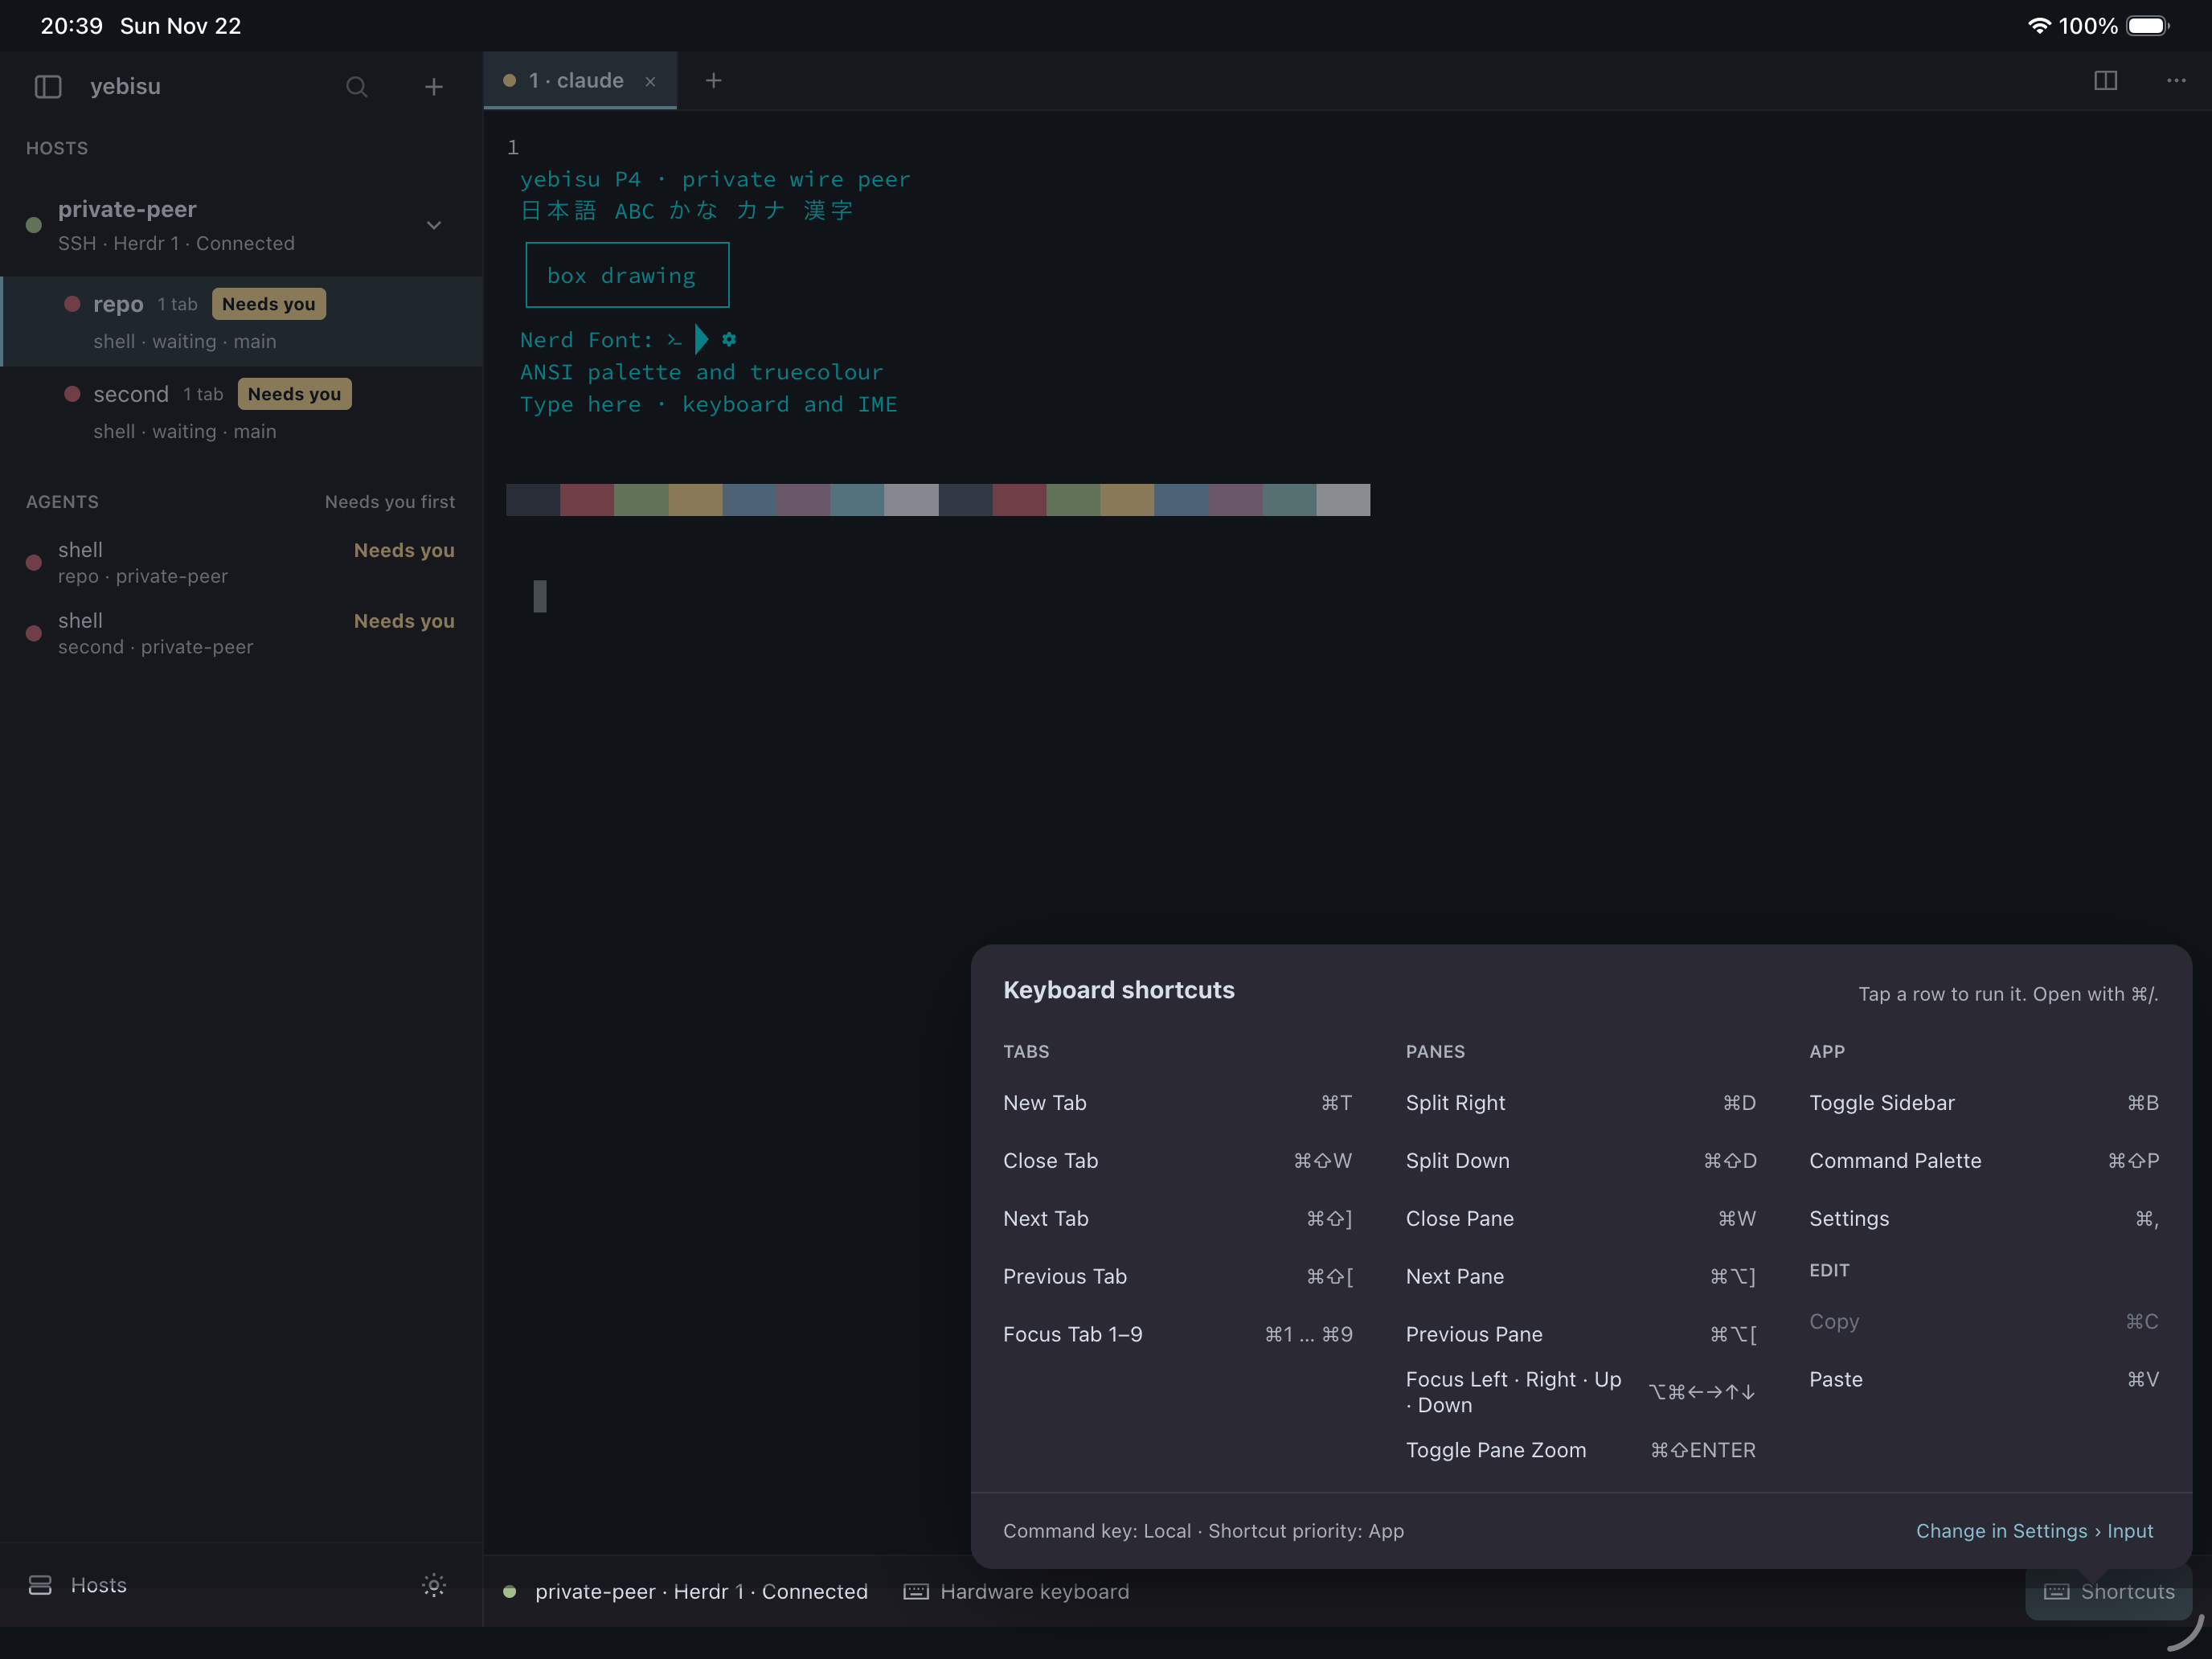 20:39 Sun Nov 22
100%
yebisu
HOSTS
private-peer
SSH · Herdr 1 · Connected
repo 1 tab Needs you
shell · waiting · main
second 1 tab Needs you
shell · waiting · main
AGENTS Needs you first
shell Needs you
repo · private-peer
shell Needs you
second · private-peer
Hosts
1 · claude ×
1
yebisu P4 · private wire peer
日本語 ABC かな カナ 漢字
box drawing
Nerd Font:
ANSI palette and truecolour
Type here · keyboard and IME
Keyboard shortcuts
Tap a row to run it. Open with ⌘/.
TABS
New Tab ⌘T
Close Tab ⌘⇧W
Next Tab ⌘⇧]
Previous Tab ⌘⇧[
Focus Tab 1–9 ⌘1 … ⌘9
PANES
Split Right ⌘D
Split Down ⌘⇧D
Close Pane ⌘W
Next Pane ⌘⌥]
Previous Pane ⌘⌥[
Focus Left · Right · Up
· Down ⌥⌘←→↑↓
Toggle Pane Zoom ⌘⇧ENTER
APP
Toggle Sidebar ⌘B
Command Palette ⌘⇧P
Settings ⌘,
EDIT
Copy ⌘C
Paste ⌘V
Command key: Local · Shortcut priority: App
Change in Settings › Input
private-peer · Herdr 1 · Connected
Hardware keyboard
Shortcuts